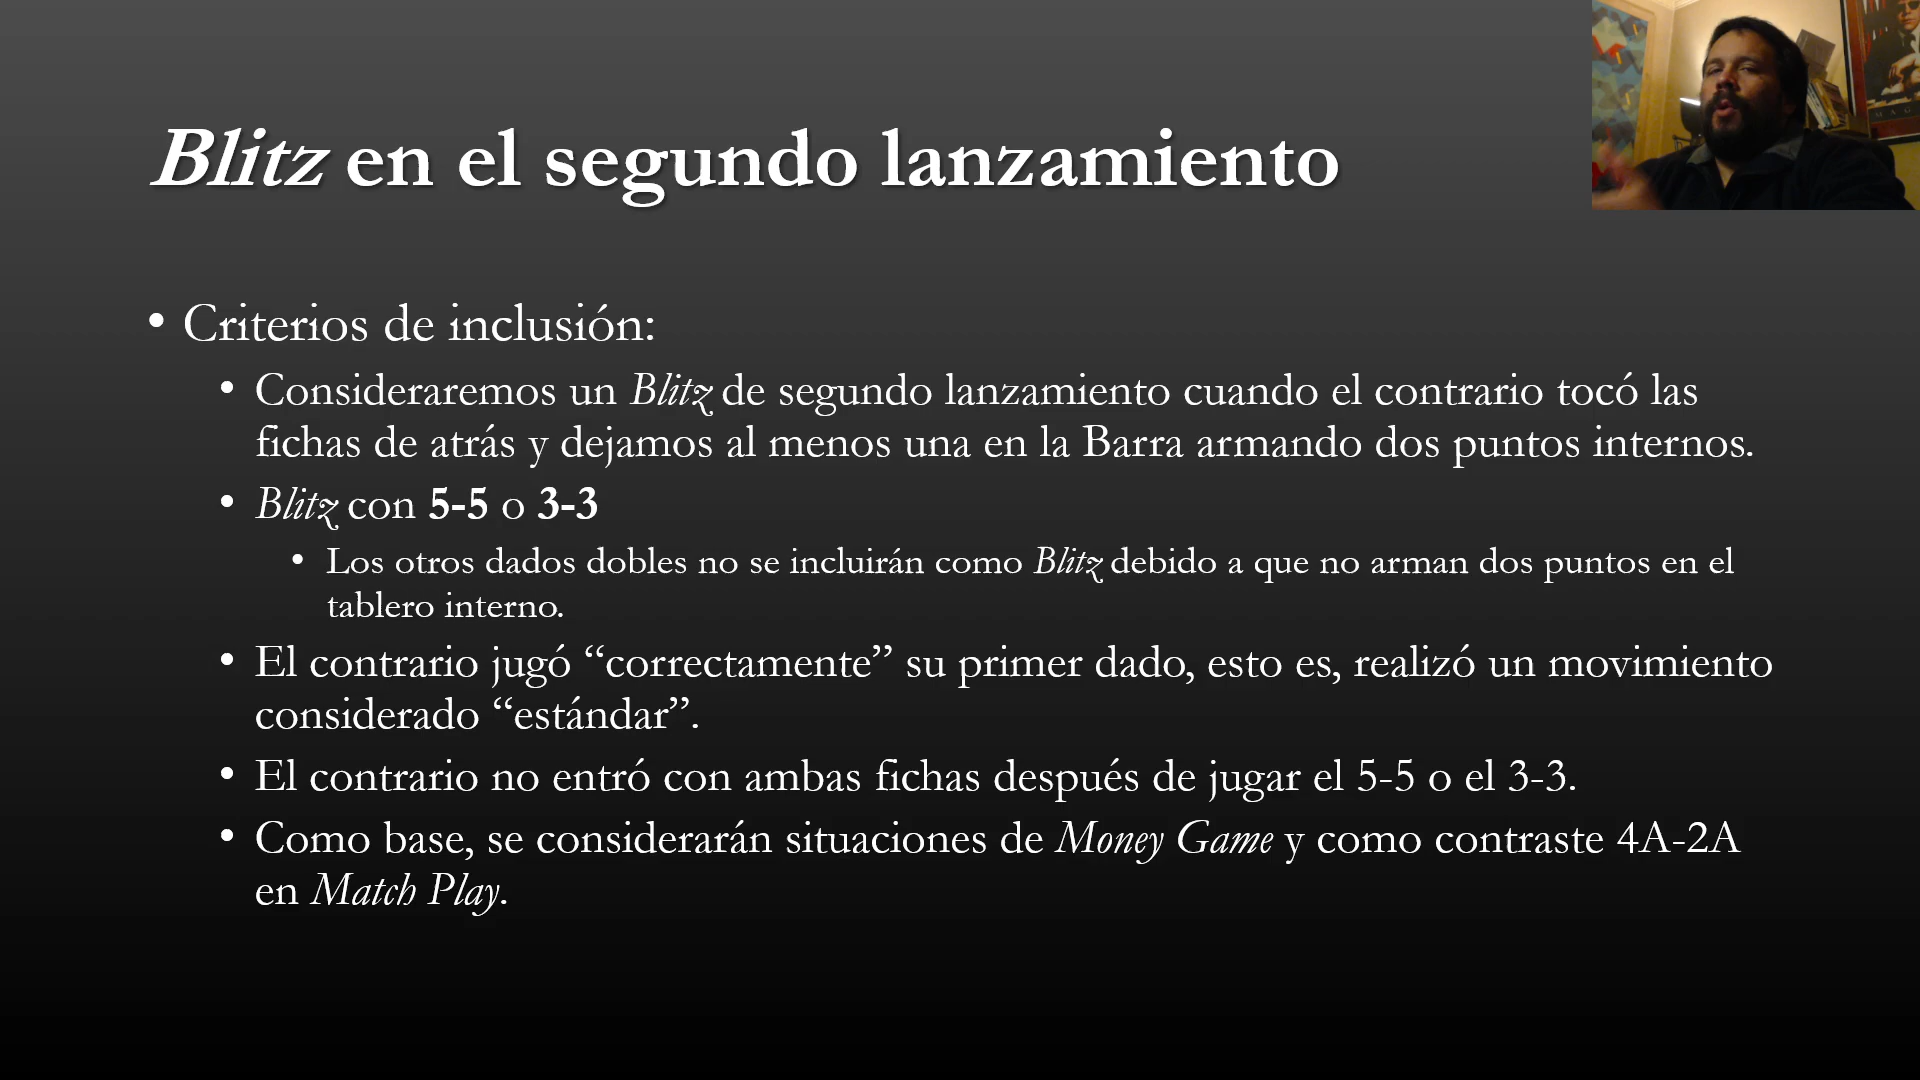 Blitz en el segundo lanzamiento
• Criterios de inclusión:
• Consideraremos un Blitz de segundo lanzamiento cuando el contrario tocó las
fichas de atrás y dejamos al menos una en la Barra armando dos puntos internos.
• Blitz con 5-5 o 3-3
• Los otros dados dobles no se incluirán como Blitz debido a que no arman dos puntos en el
tablero interno.
• El contrario jugó “correctamente” su primer dado, esto es, realizó un movimiento
considerado “estándar”.
• El contrario no entró con ambas fichas después de jugar el 5-5 o el 3-3.
• Como base, se considerarán situaciones de Money Game y como contraste 4A-2A
en Match Play.